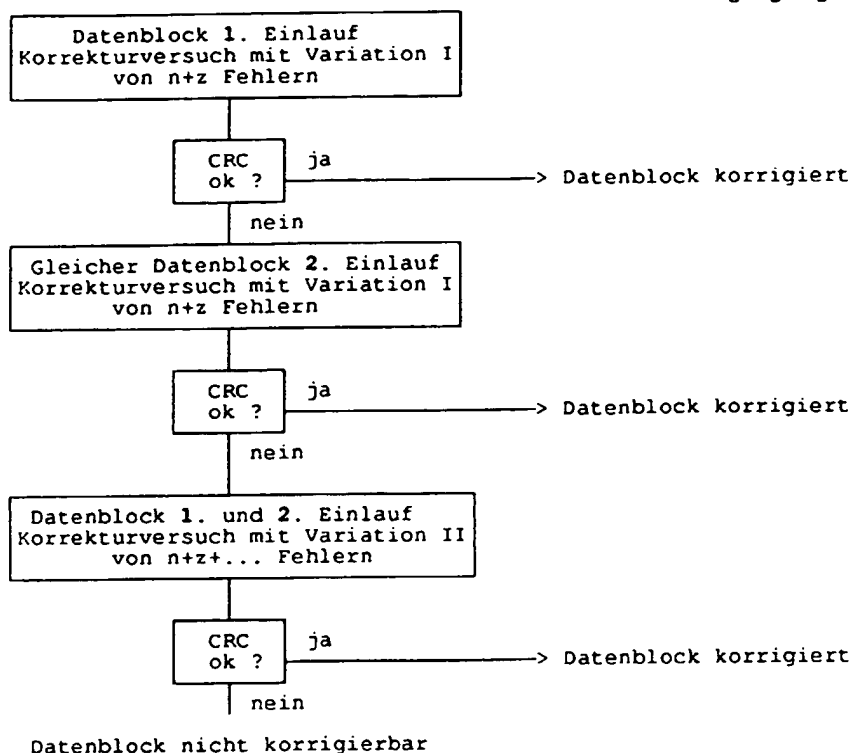 Datenblock 1. Einlauf
Korrekturversuch mit Variation I
von n+z Fehlern
CRC
ok ?
ja
> Datenblock korrigiert
nein
Gleicher Datenblock 2. Einlauf
Korrekturversuch mit Variation I
von n+z Fehlern
CRC
ok ?
ja
> Datenblock korrigiert
nein
Datenblock 1. und 2. Einlauf
Korrekturversuch mit Variation II
von n+z+... Fehlern
CRC
ok ?
ja
> Datenblock korrigiert
nein
Datenblock nicht korrigierbar